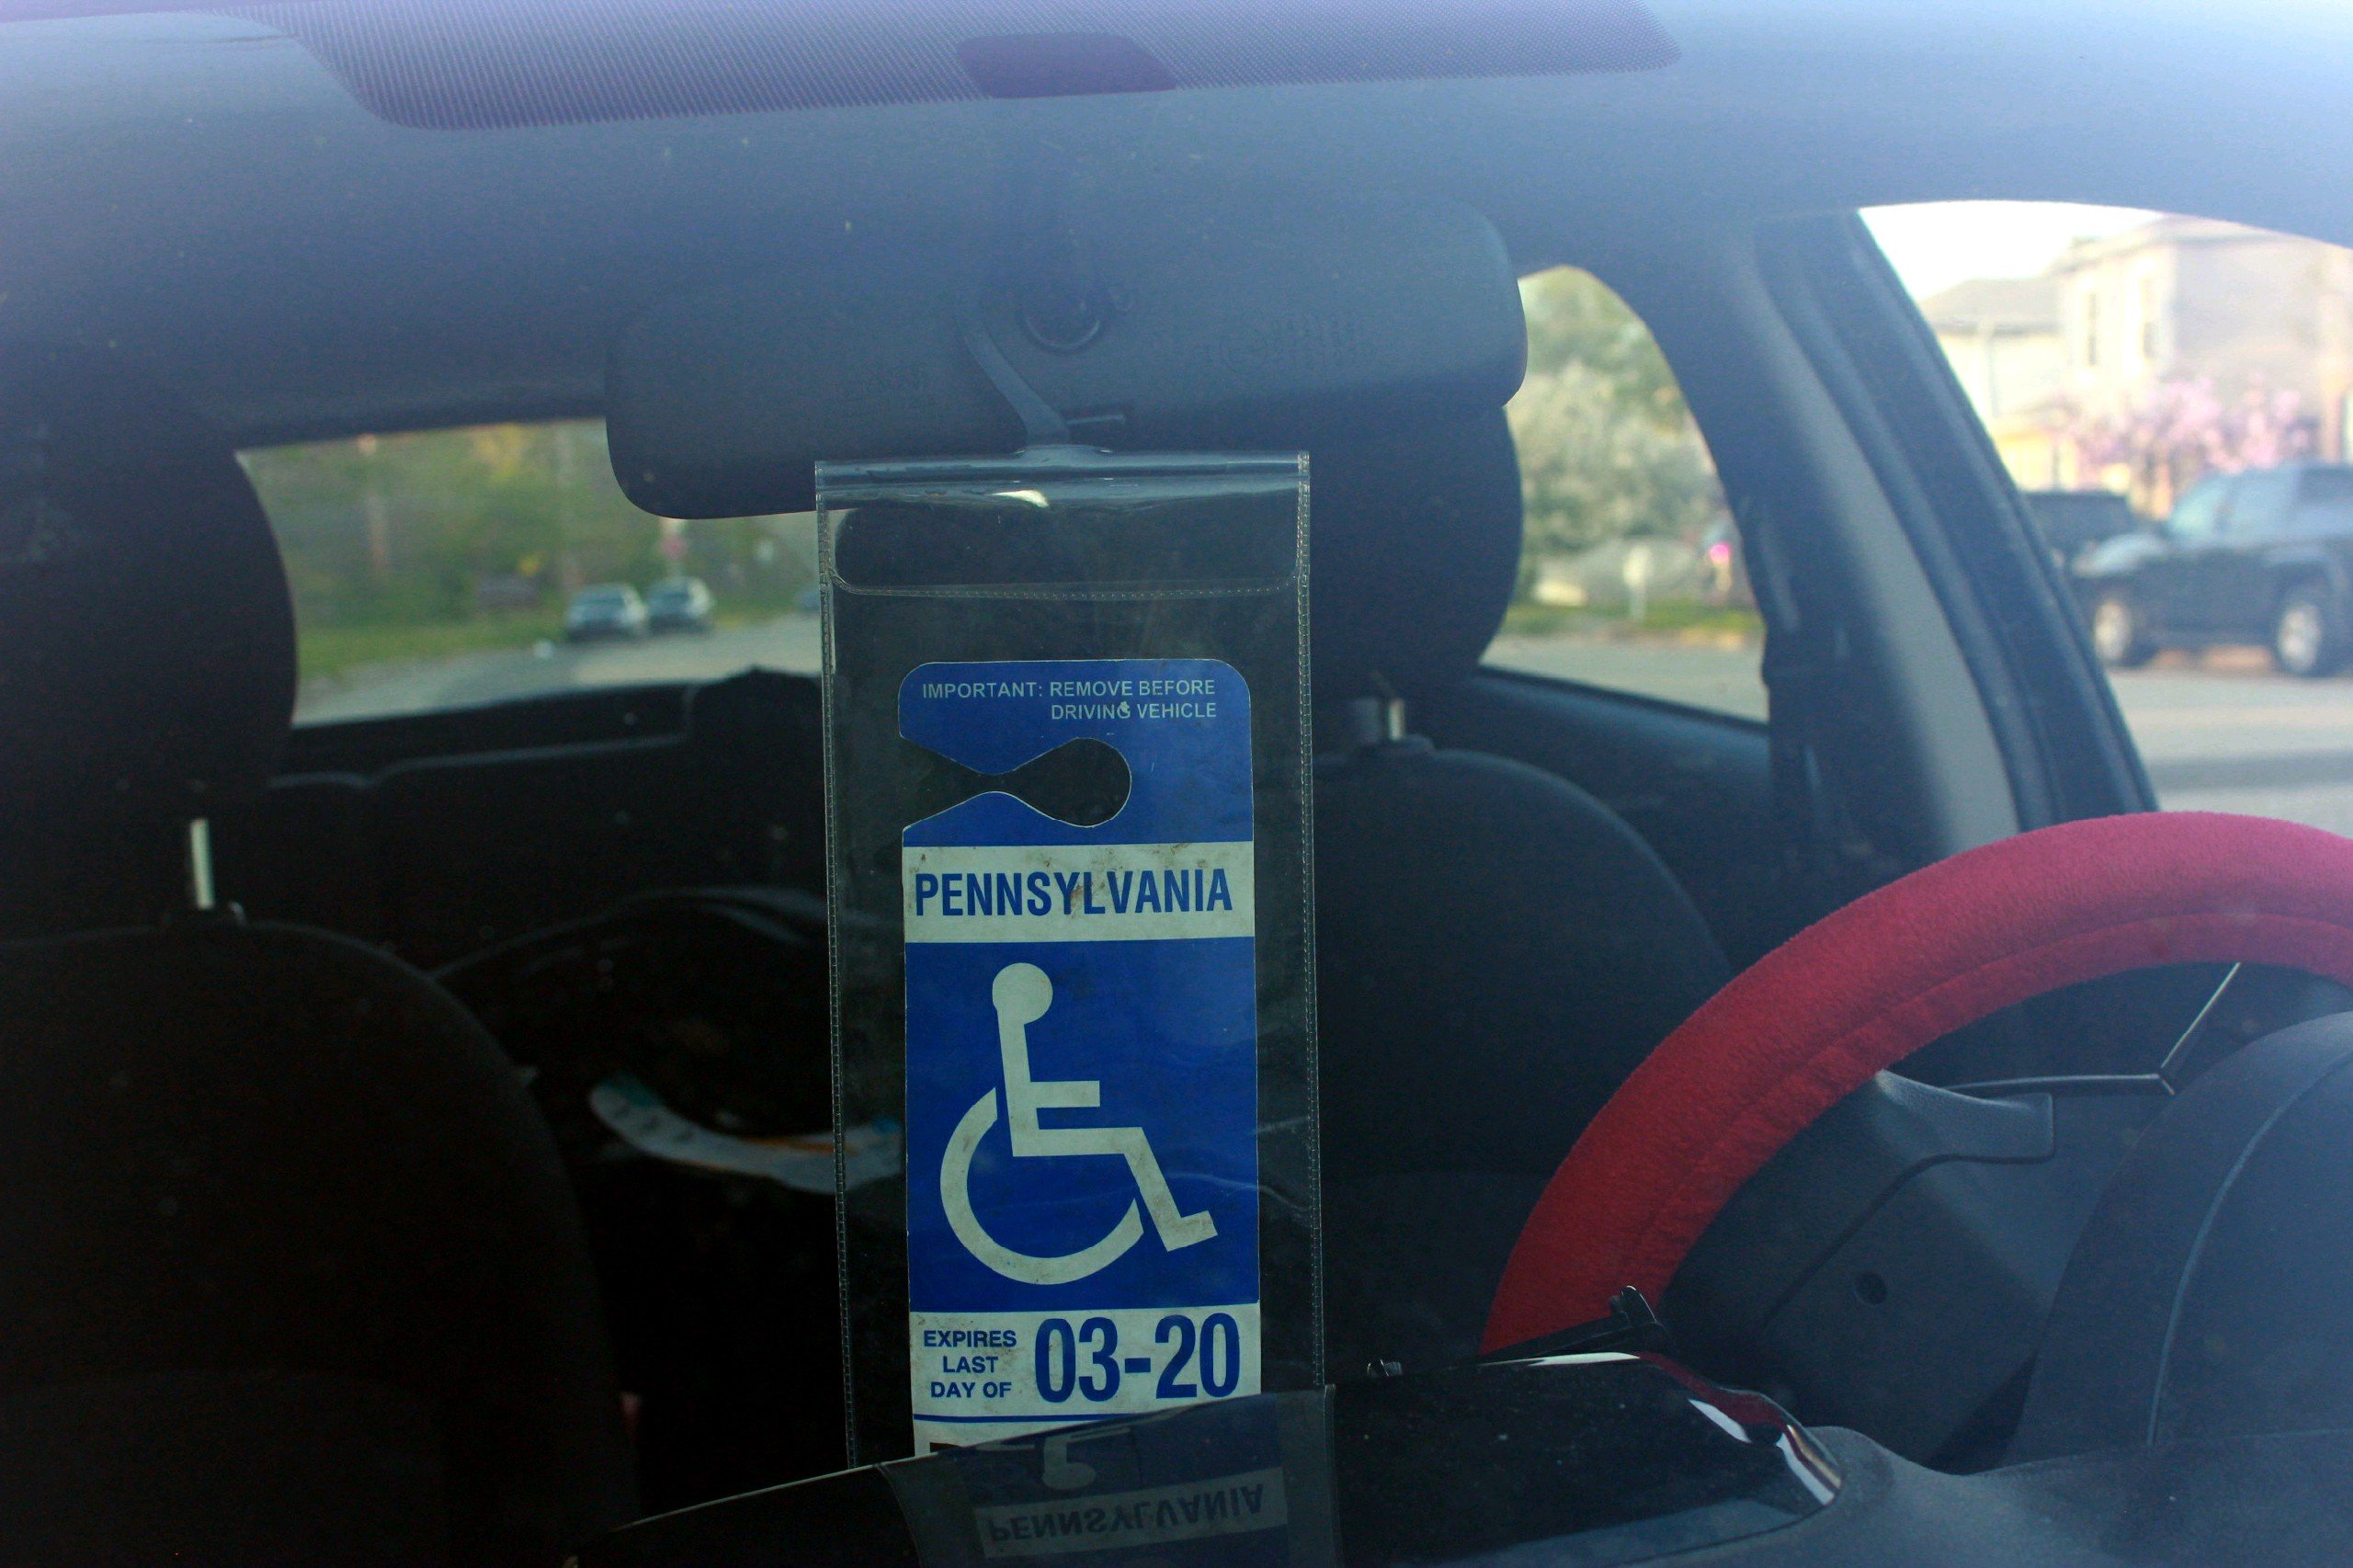 IMPORTANT: REMOVE BEFORE
DRIVING VEHICLE
PENNSYLVANIA
EXPIRES
LAST
DAY OF
03-20
PENNSYLVANIA